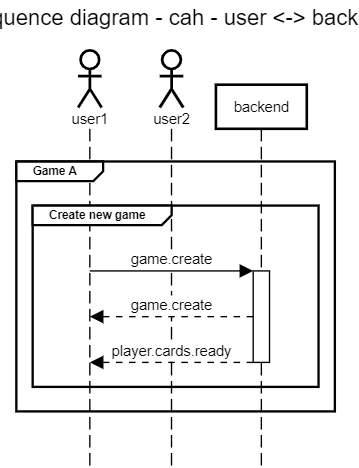 quence diagram - cah - user <-> back
user1
user2
backend
Game A
Create new game
game.create
game.create
player.cards.ready